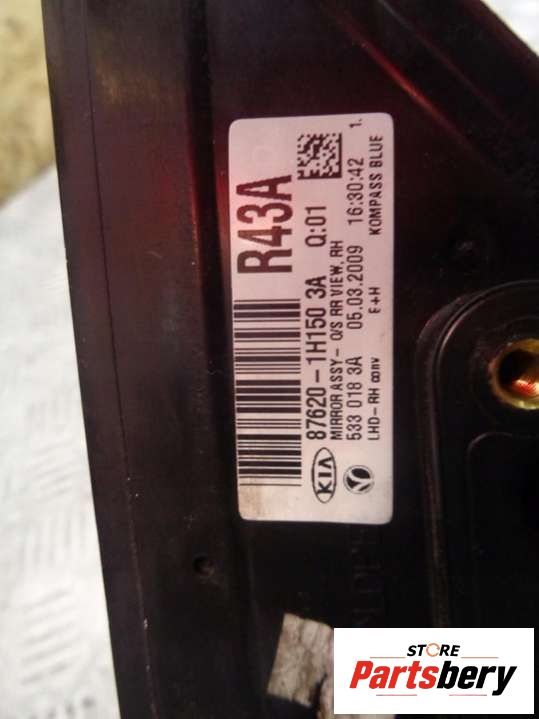 R43A
87620-1H150 3A Q:01
MIRROR ASSY- O/S RR VIEW, RH
533 018 3A 05.03.2009 16:30:42 1.
LHD-RH conv E+H KOMPASS BLUE
KIA
STORE
Partsbery